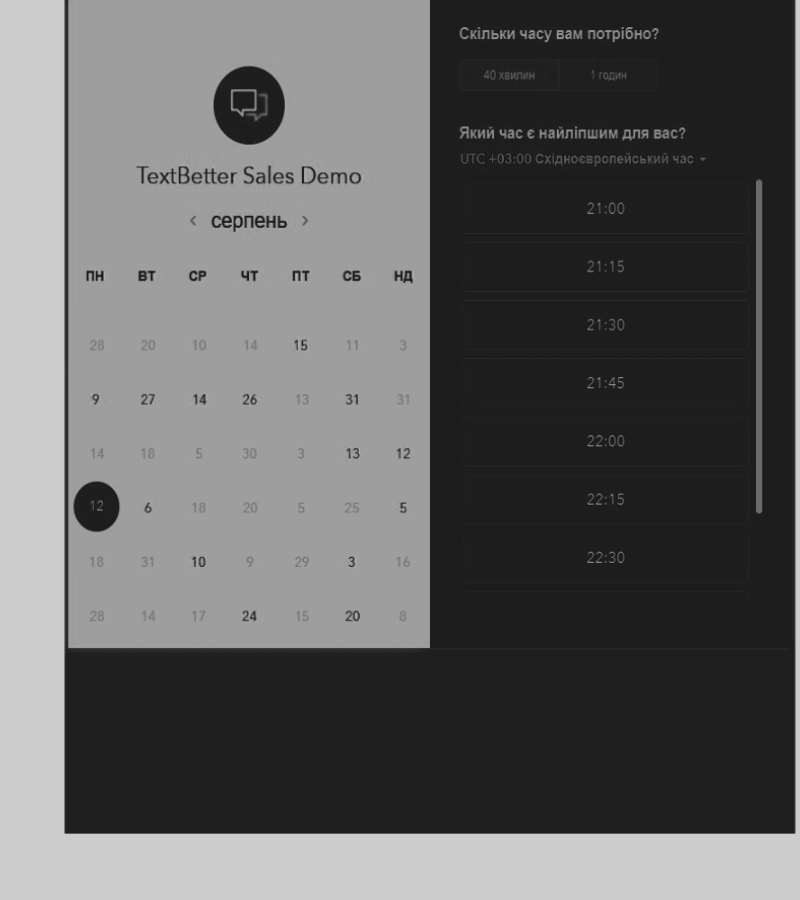 TextBetter Sales Demo
‹ серпень ›
ПН ВТ СР ЧТ ПТ СБ НД
28 20 10 14 15 11 3
9 27 14 26 13 31 31
14 18 5 30 3 13 12
12 6 18 20 5 25 5
18 31 10 9 29 3 16
28 14 17 24 15 20 8
Скільки часу вам потрібно?
40 хвилин 1 годин
Який час є найліпшим для вас?
UTC +03:00 Східноєвропейський час
21:00
21:15
21:30
21:45
22:00
22:15
22:30